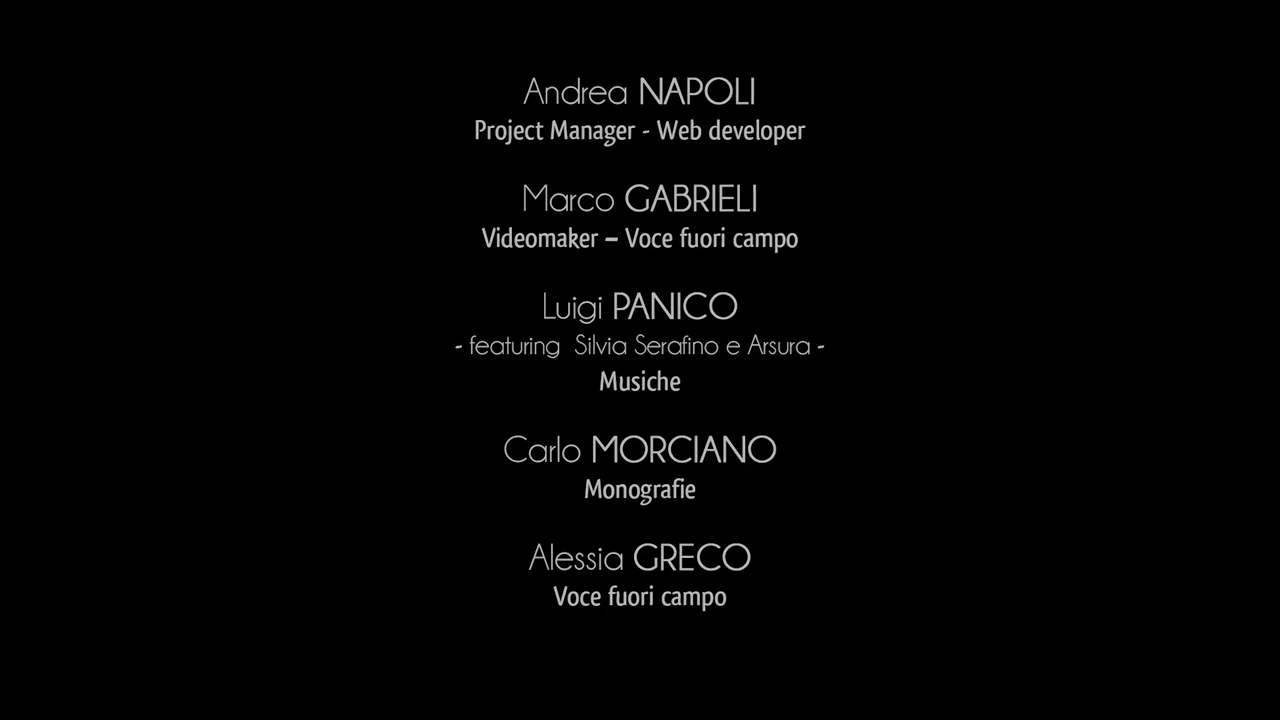 Andrea NAPOLI
Project Manager - Web developer
Marco GABRIELI
Videomaker – Voce fuori campo
Luigi PANICO
- featuring Silvia Serafino e Arsura -
Musiche
Carlo MORCIANO
Monografie
Alessia GRECO
Voce fuori campo